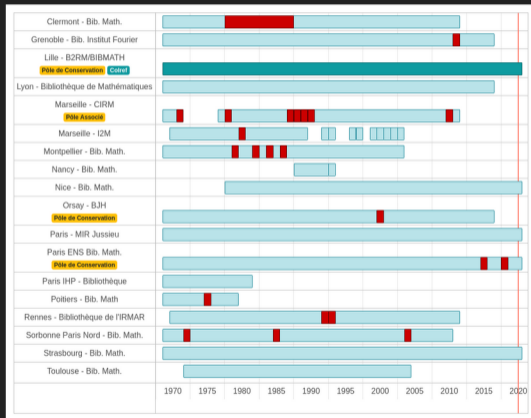 Clermont - Bib. Math.
Grenoble - Bib. Institut Fourier
Lille - B2RM/BIBMATH
Pôle de Conservation Colref
Lyon - Bibliothèque de Mathématiques
Marseille - CIRM
Pôle Associé
Marseille - I2M
Montpellier - Bib. Math.
Nancy - Bib. Math.
Nice - Bib. Math.
Orsay - BJH
Pôle de Conservation
Paris - MIR Jussieu
Paris ENS Bib. Math.
Pôle de Conservation
Paris IHP - Bibliothèque
Poitiers - Bib. Math
Rennes - Bibliothèque de l'IRMAR
Sorbonne Paris Nord - Bib. Math.
Strasbourg - Bib. Math.
Toulouse - Bib. Math.
1970 1975 1980 1985 1990 1995 2000 2005 2010 2015 2020